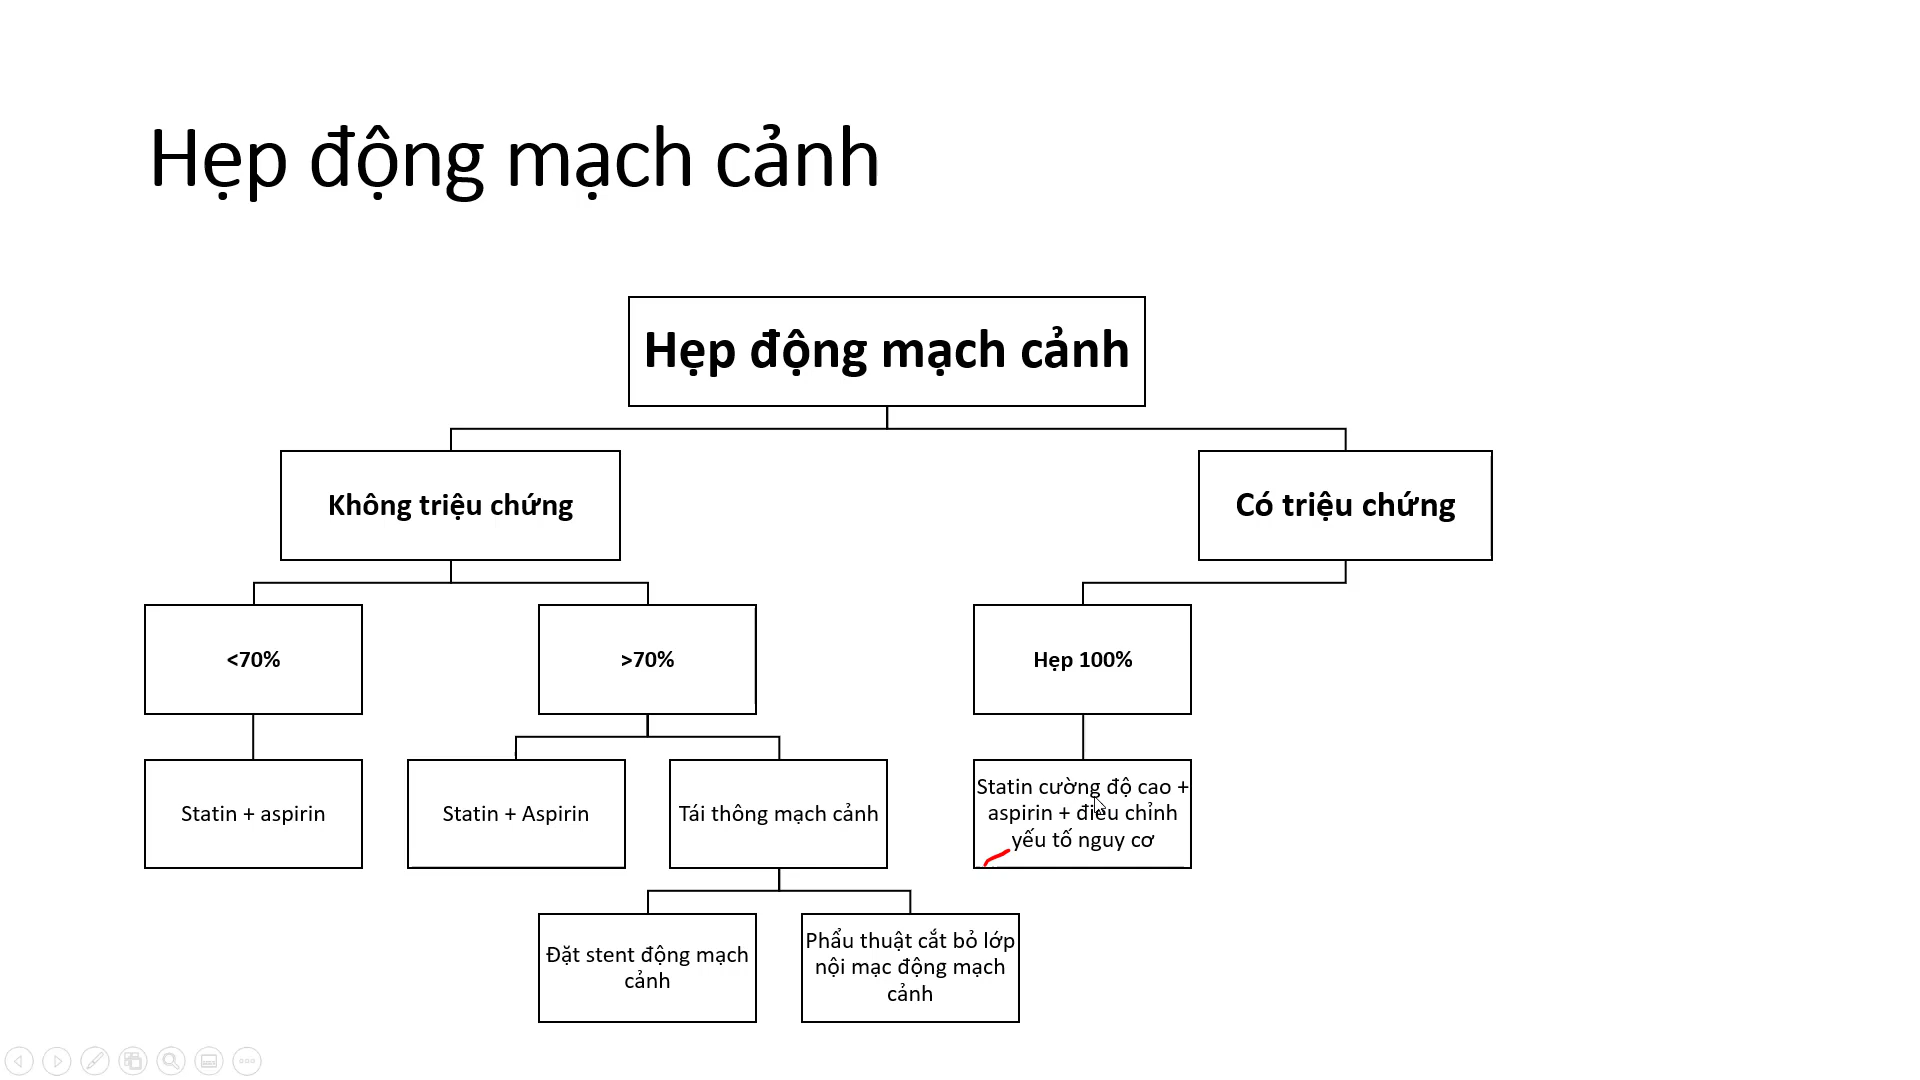 Hẹp động mạch cảnh
Hẹp động mạch cảnh
Không triệu chứng
Có triệu chứng
<70%
>70%
Hẹp 100%
Statin + aspirin
Statin + Aspirin
Tái thông mạch cảnh
Statin cường độ cao +
aspirin + điều chỉnh
yếu tố nguy cơ
Đặt stent động mạch
cảnh
Phẩu thuật cắt bỏ lớp
nội mạc động mạch
cảnh